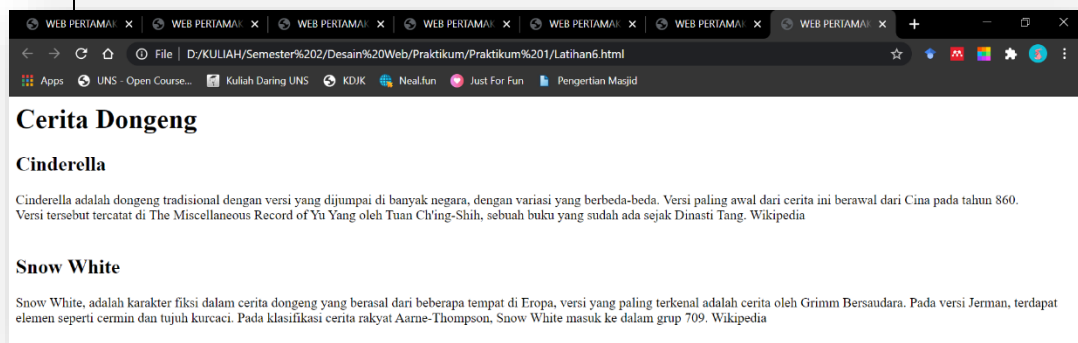 WEB PERTAMAK WEB PERTAMAK WEB PERTAMAK WEB PERTAMAK WEB PERTAMAK WEB PERTAMAK WEB PERTAMAK
File D:/KULIAH/Semester%202/Desain%20Web/Praktikum/Praktikum%201/Latihan6.html
Apps UNS - Open Course... Kuliah Daring UNS KDJK Neal.fun Just For Fun Pengertian Masjid
Cerita Dongeng
Cinderella
Cinderella adalah dongeng tradisional dengan versi yang dijumpai di banyak negara, dengan variasi yang berbeda-beda. Versi paling awal dari cerita ini berawal dari Cina pada tahun 860.
Versi tersebut tercatat di The Miscellaneous Record of Yu Yang oleh Tuan Ch'ing-Shih, sebuah buku yang sudah ada sejak Dinasti Tang. Wikipedia
Snow White
Snow White, adalah karakter fiksi dalam cerita dongeng yang berasal dari beberapa tempat di Eropa, versi yang paling terkenal adalah cerita oleh Grimm Bersaudara. Pada versi Jerman, terdapat
elemen seperti cermin dan tujuh kurcaci. Pada klasifikasi cerita rakyat Aarne-Thompson, Snow White masuk ke dalam grup 709. Wikipedia